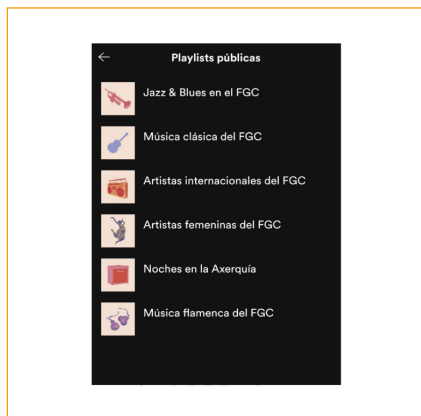 Playlists públicas
Jazz & Blues en el FGC
Música clásica del FGC
Artistas internacionales del FGC
Artistas femeninas del FGC
Noches en la Axerquía
Música flamenca del FGC